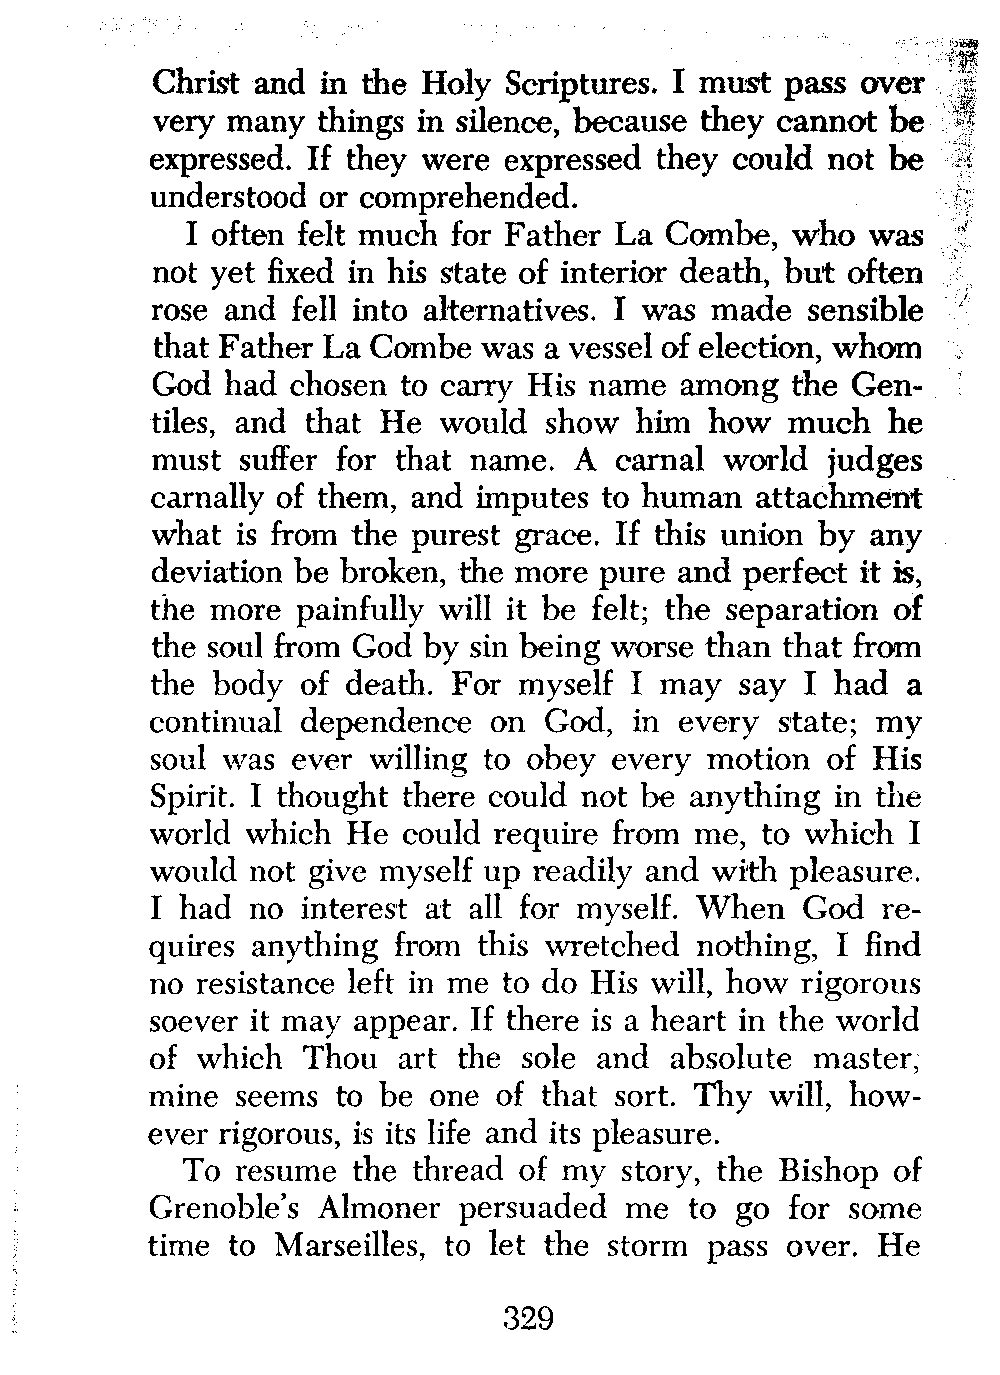 Christ and in the Holy Scriptures. I must pass over
very many things in silence, because they cannot be
expressed. If they were expressed they could not be
understood or comprehended.
I often felt much for Father La Combe, who was
not yet fixed in his state of interior death, but often
rose and fell into alternatives. I was made sensible
that Father La Combe was a vessel of election, whom
God had chosen to carry His name among the Gen-
tiles, and that He would show him how much he
must suffer for that name. A carnal world judges
carnally of them, and imputes to human attachment
what is from the purest grace. If this union by any
deviation be broken, the more pure and perfect it is,
the more painfully will it be felt; the separation of
the soul from God by sin being worse than that from
the body of death. For myself I may say I had a
continual dependence on God, in every state; my
soul was ever willing to obey every motion of His
Spirit. I thought there could not be anything in the
world which He could require from me, to which I
would not give myself up readily and with pleasure.
I had no interest at all for myself. When God re-
quires anything from this wretched nothing, I find
no resistance left in me to do His will, how rigorous
soever it may appear. If there is a heart in the world
of which Thou art the sole and absolute master,
mine seems to be one of that sort. Thy will, how-
ever rigorous, is its life and its pleasure.
To resume the thread of my story, the Bishop of
Grenoble's Almoner persuaded me to go for some
time to Marseilles, to let the storm pass over. He
329